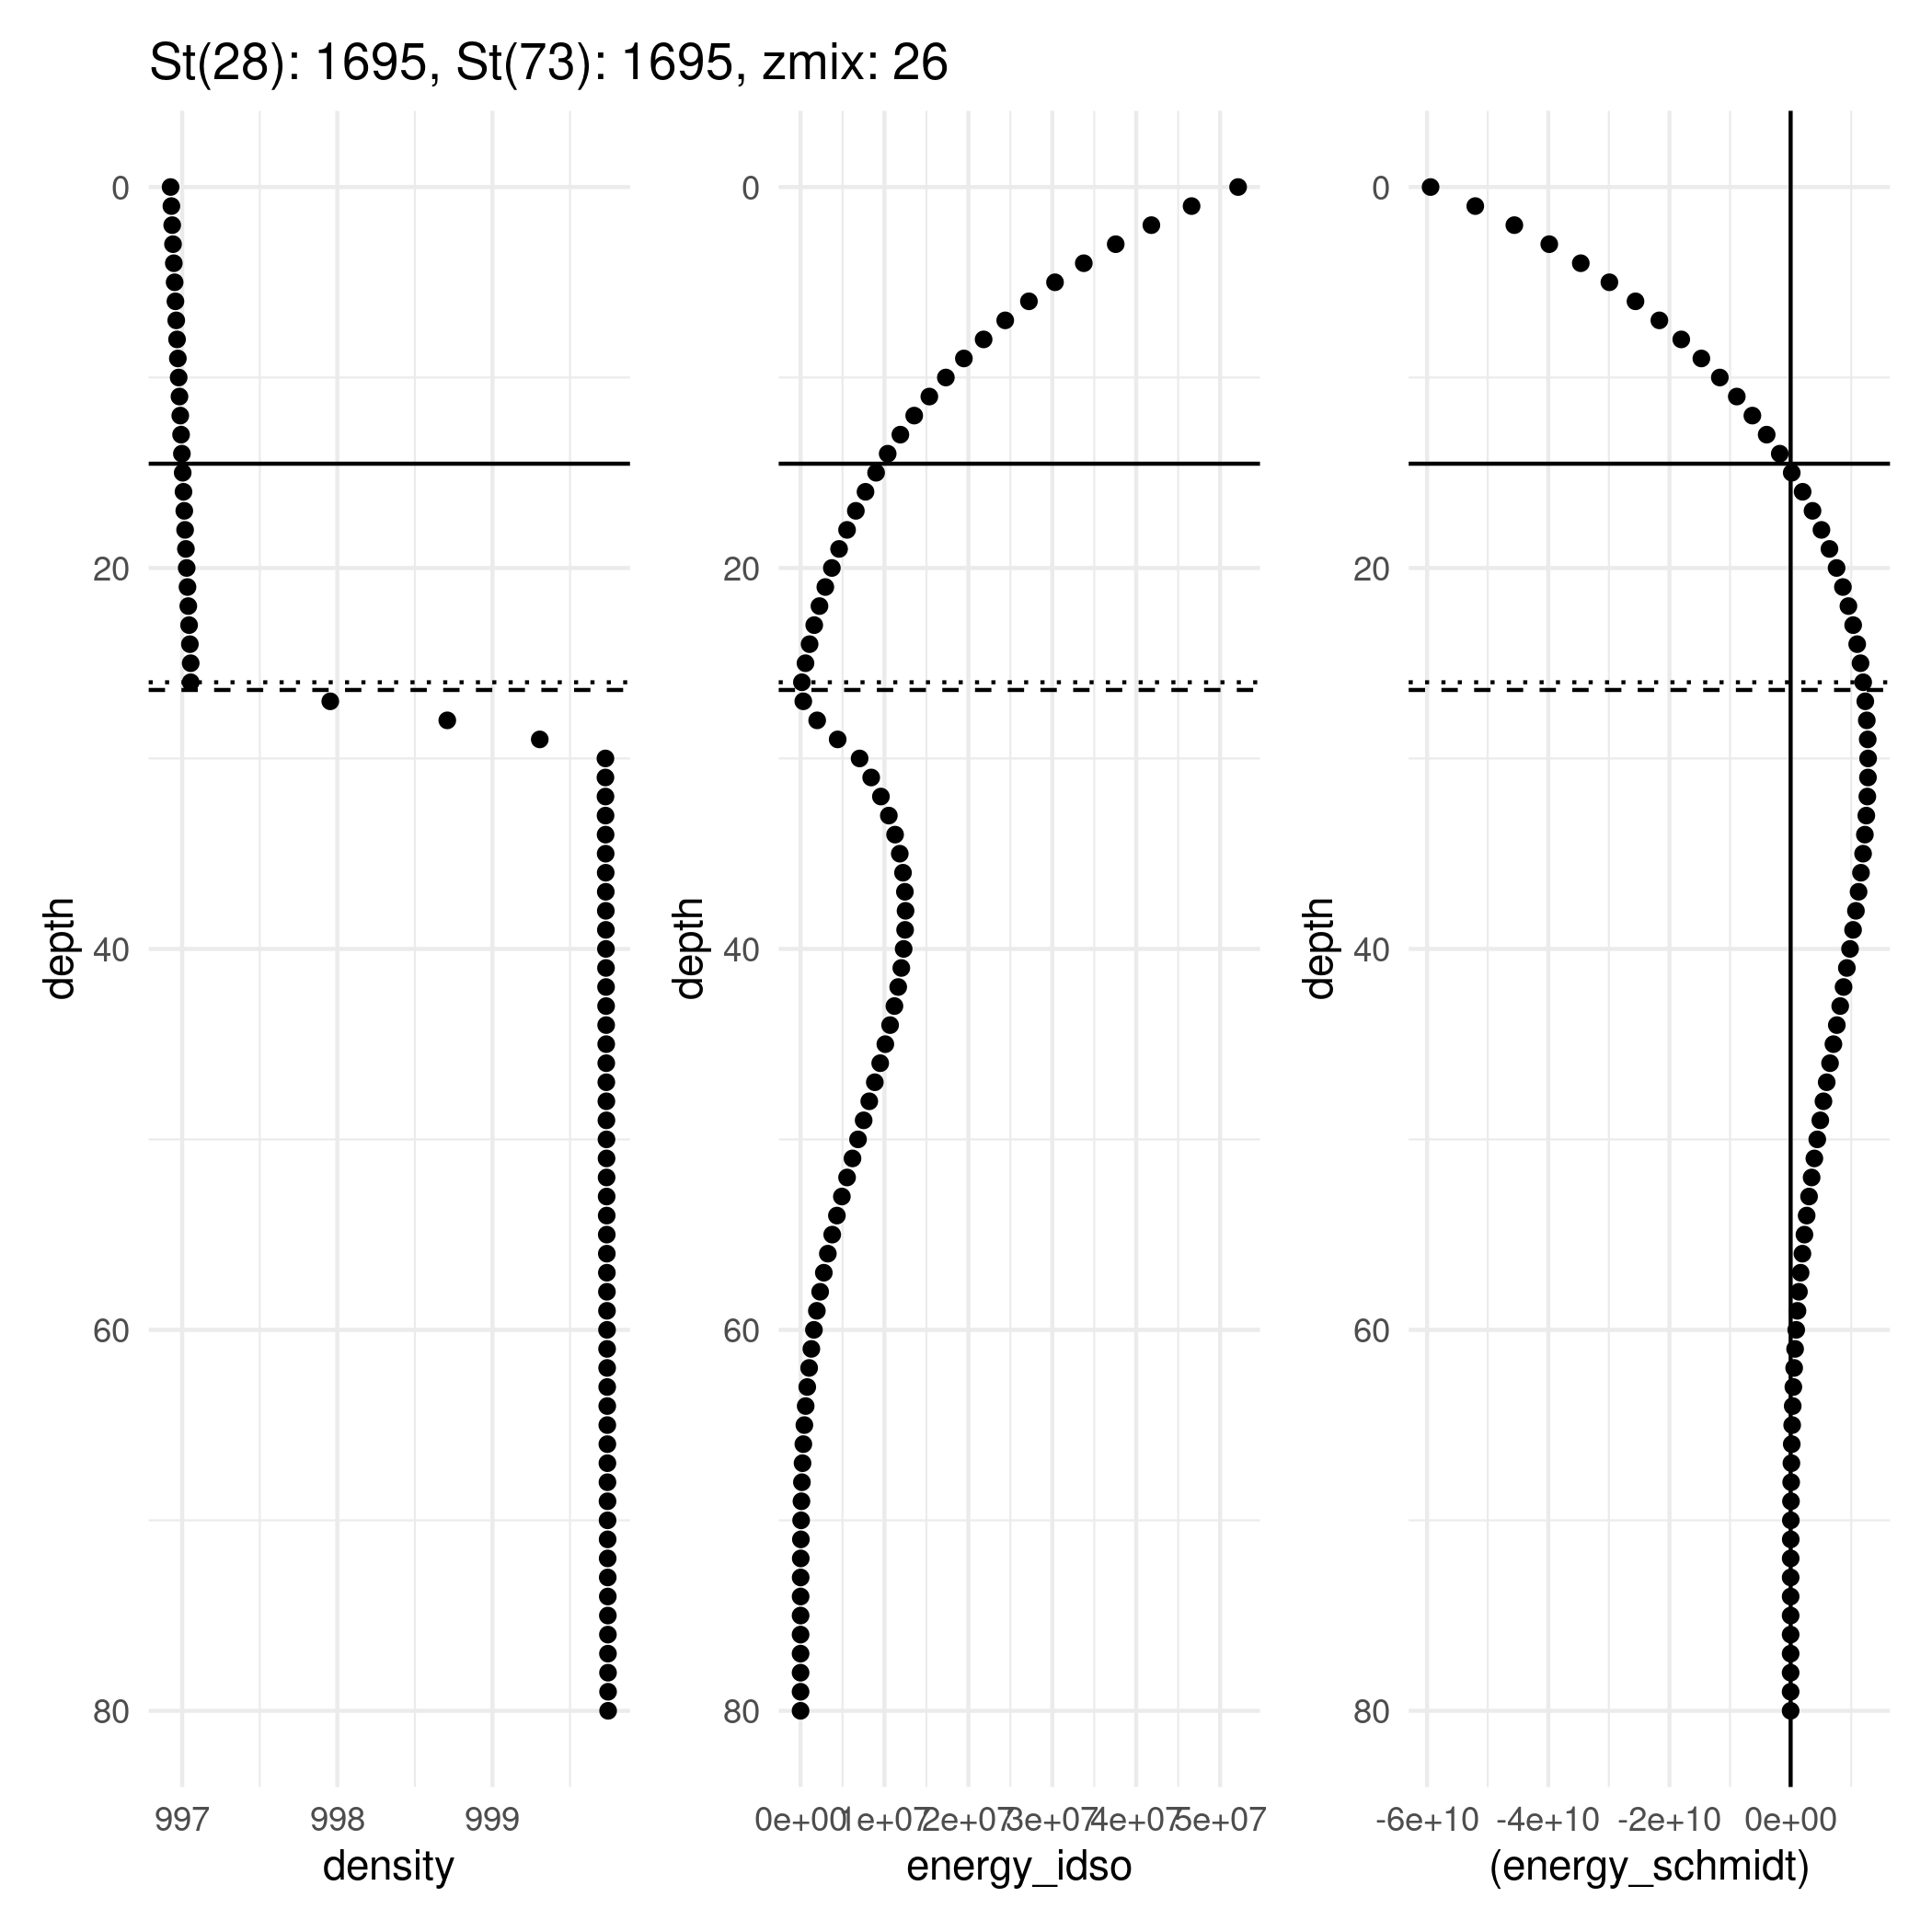 St(28): 1695, St(73): 1695, zmix: 26
0
20
40
60
80
depth
997 998 999
density
0
20
40
60
80
depth
0e+00 1e+07 2e+07 3e+07 4e+07 5e+07
energy_idso
0
20
40
60
80
depth
-6e+10 -4e+10 -2e+10 0e+00
(energy_schmidt)